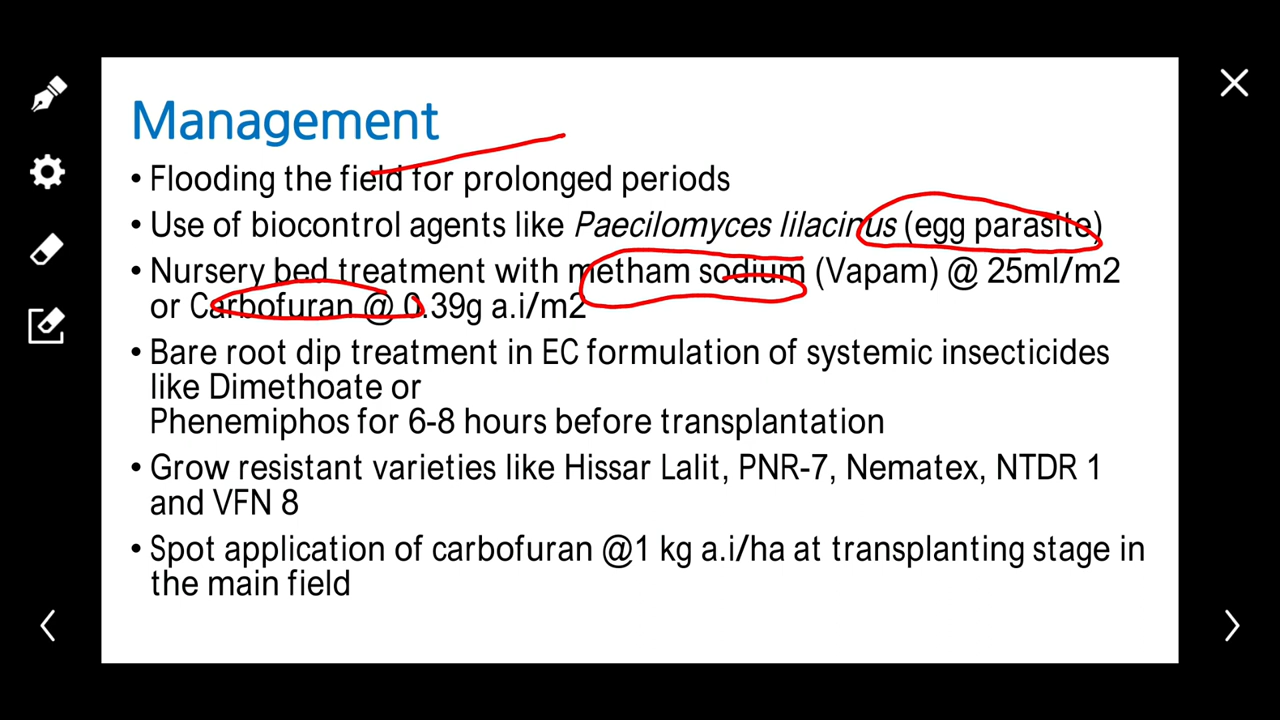 Management
• Flooding the field for prolonged periods
• Use of biocontrol agents like Paecilomyces lilacinus (egg parasite)
• Nursery bed treatment with metham sodium (Vapam) @ 25ml/m2
or Carbofuran @ 0.39g a.i/m2
• Bare root dip treatment in EC formulation of systemic insecticides
like Dimethoate or
Phenemiphos for 6-8 hours before transplantation
• Grow resistant varieties like Hissar Lalit, PNR-7, Nematex, NTDR 1
and VFN 8
• Spot application of carbofuran @1 kg a.i/ha at transplanting stage in
the main field